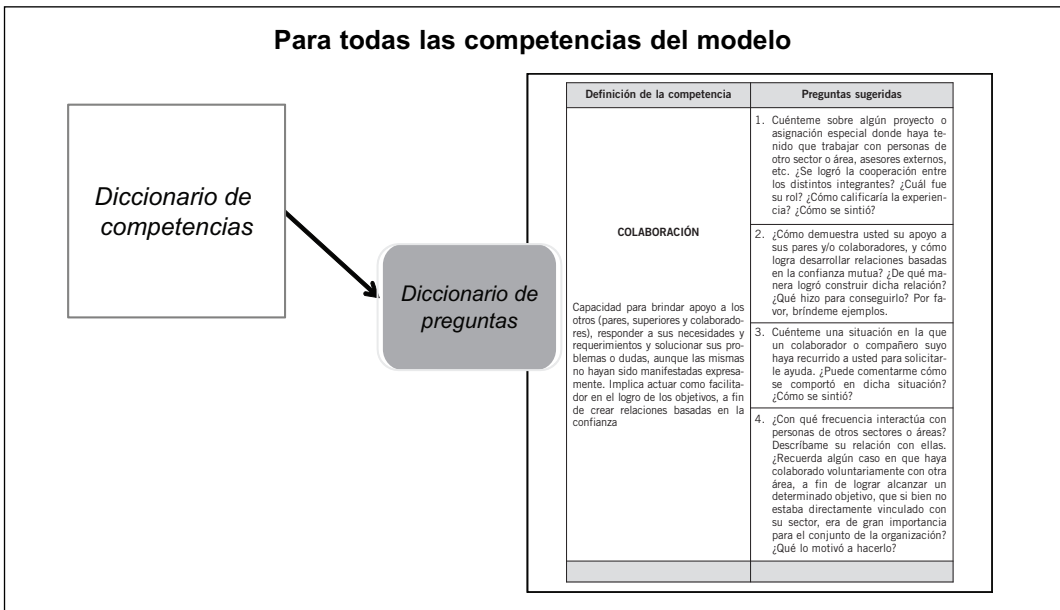 Para todas las competencias del modelo
Diccionario de
competencias
Diccionario de
preguntas
Definición de la competencia
Preguntas sugeridas
COLABORACIÓN
Capacidad para brindar apoyo a los
otros (pares, superiores y colaborado-
res), responder a sus necesidades y
requerimientos y solucionar sus pro-
blemas o dudas, aunque las mismas
no hayan sido manifestadas expresa-
mente. Implica actuar como facilita-
dor en el logro de los objetivos, a fin
de crear relaciones basadas en la
confianza
1. Cuénteme sobre algún proyecto o
asignación especial donde haya te-
nido que trabajar con personas de
otro sector o área, asesores externos,
etc. ¿Se logró la cooperación entre
los distintos integrantes? ¿Cuál fue
su rol? ¿Cómo calificaría la experien-
cia? ¿Cómo se sintió?
2. ¿Cómo demuestra usted su apoyo a
sus pares y/o colaboradores, y cómo
logra desarrollar relaciones basadas
en la confianza mutua? ¿De qué ma-
nera logró construir dicha relación?
¿Qué hizo para conseguirlo? Por fa-
vor, bríndeme ejemplos.
3. Cuénteme una situación en la que
un colaborador o compañero suyo
haya recurrido a usted para solicitar-
le ayuda. ¿Puede comentarme cómo
se comportó en dicha situación?
¿Cómo se sintió?
4. ¿Con qué frecuencia interactúa con
personas de otros sectores o áreas?
Descríbame su relación con ellas.
¿Recuerda algún caso en que haya
colaborado voluntariamente con otra
área, a fin de lograr alcanzar un
determinado objetivo, que si bien no
estaba directamente vinculado con
su sector, era de gran importancia
para el conjunto de la organización?
¿Qué lo motivó a hacerlo?